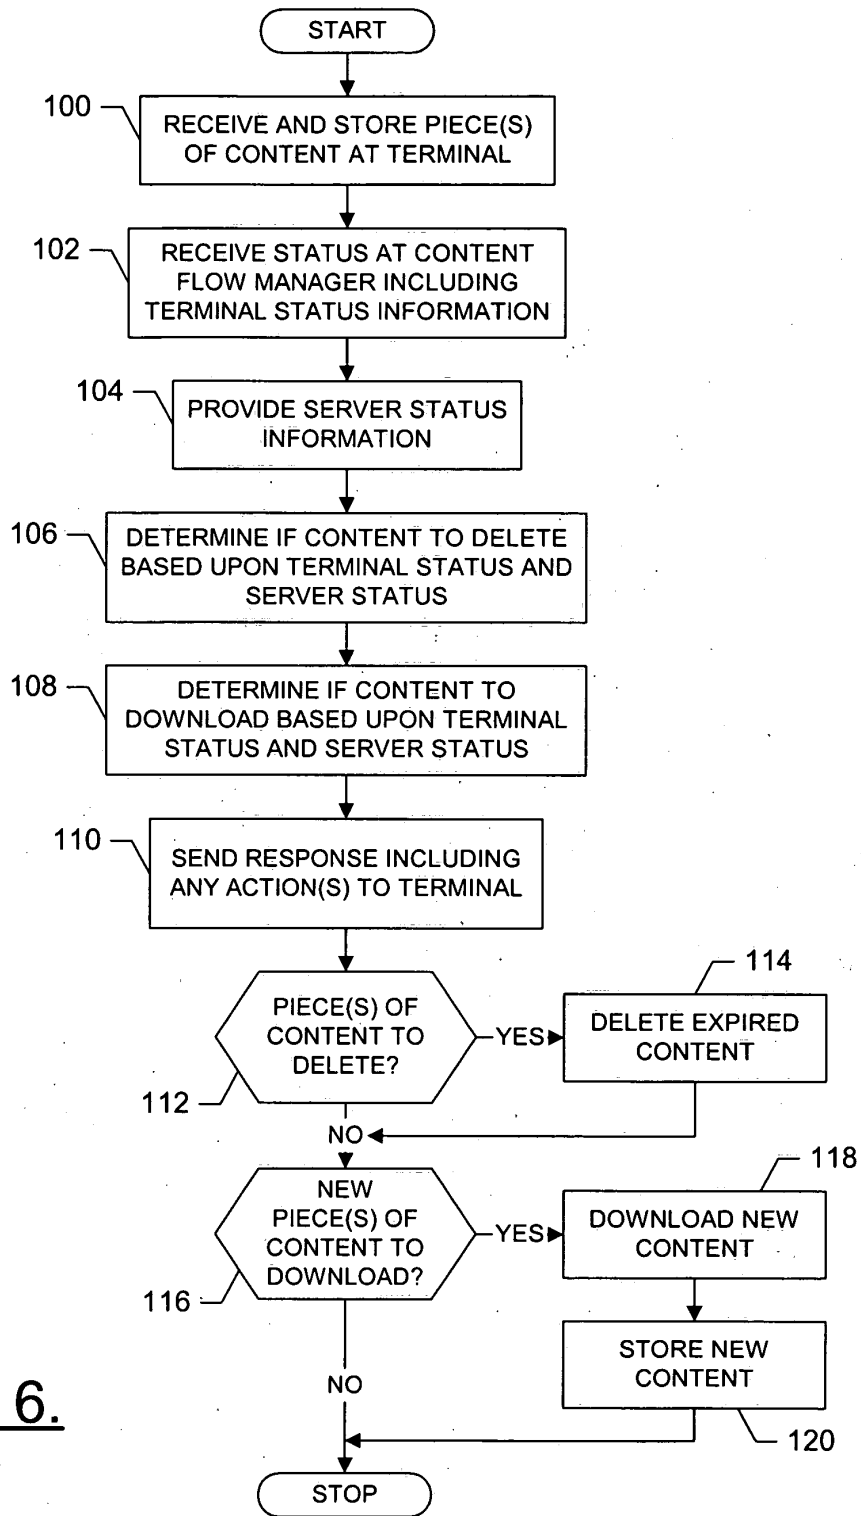 START
100
RECEIVE AND STORE PIECE(S)
OF CONTENT AT TERMINAL
102
RECEIVE STATUS AT CONTENT
FLOW MANAGER INCLUDING
TERMINAL STATUS INFORMATION
104
PROVIDE SERVER STATUS
INFORMATION
106
DETERMINE IF CONTENT TO DELETE
BASED UPON TERMINAL STATUS AND
SERVER STATUS
108
DETERMINE IF CONTENT TO
DOWNLOAD BASED UPON TERMINAL
STATUS AND SERVER STATUS
110
SEND RESPONSE INCLUDING
ANY ACTION(S) TO TERMINAL
PIECE(S) OF
CONTENT TO
DELETE?
112
YES
114
DELETE EXPIRED
CONTENT
NO
NEW
PIECE(S) OF
CONTENT TO
DOWNLOAD?
116
YES
118
DOWNLOAD NEW
CONTENT
STORE NEW
CONTENT
120
NO
6.
STOP